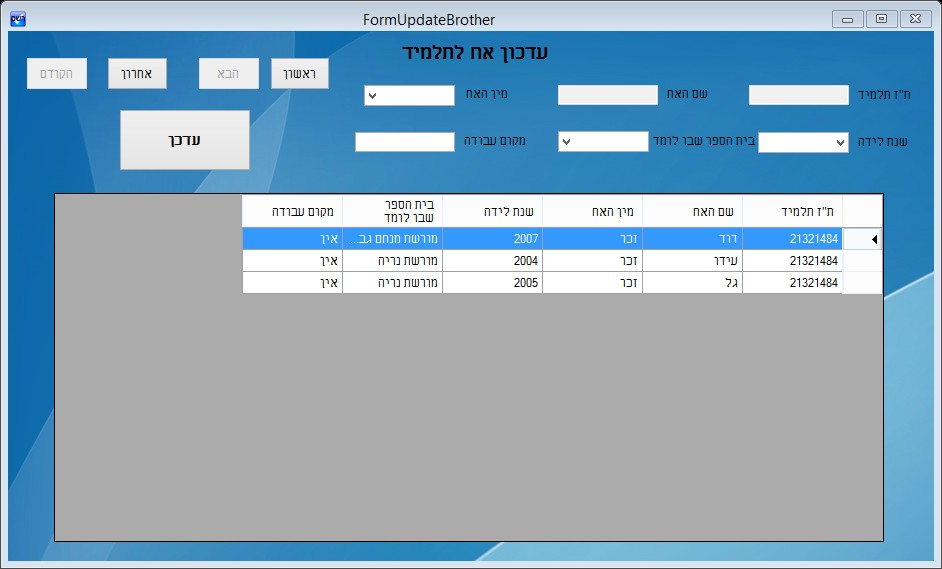 FormUpdateBrother
עדכון אח לתלמיד
ראשון
הבא
אחרון
הקודם
ת"ז תלמיד
שם האח
מין האח
שנת לידה
בית הספר שבו לומד
מקום עבודה
עדכן
ת"ז תלמיד
שם האח
מין האח
שנת לידה
בית הספר
שבו לומד
מקום עבודה
21321484 דוד זכר 2007 מורשת מנחם גב... אין
21321484 עידו זכר 2004 מורשת נריה אין
21321484 גל זכר 2005 מורשת נריה אין